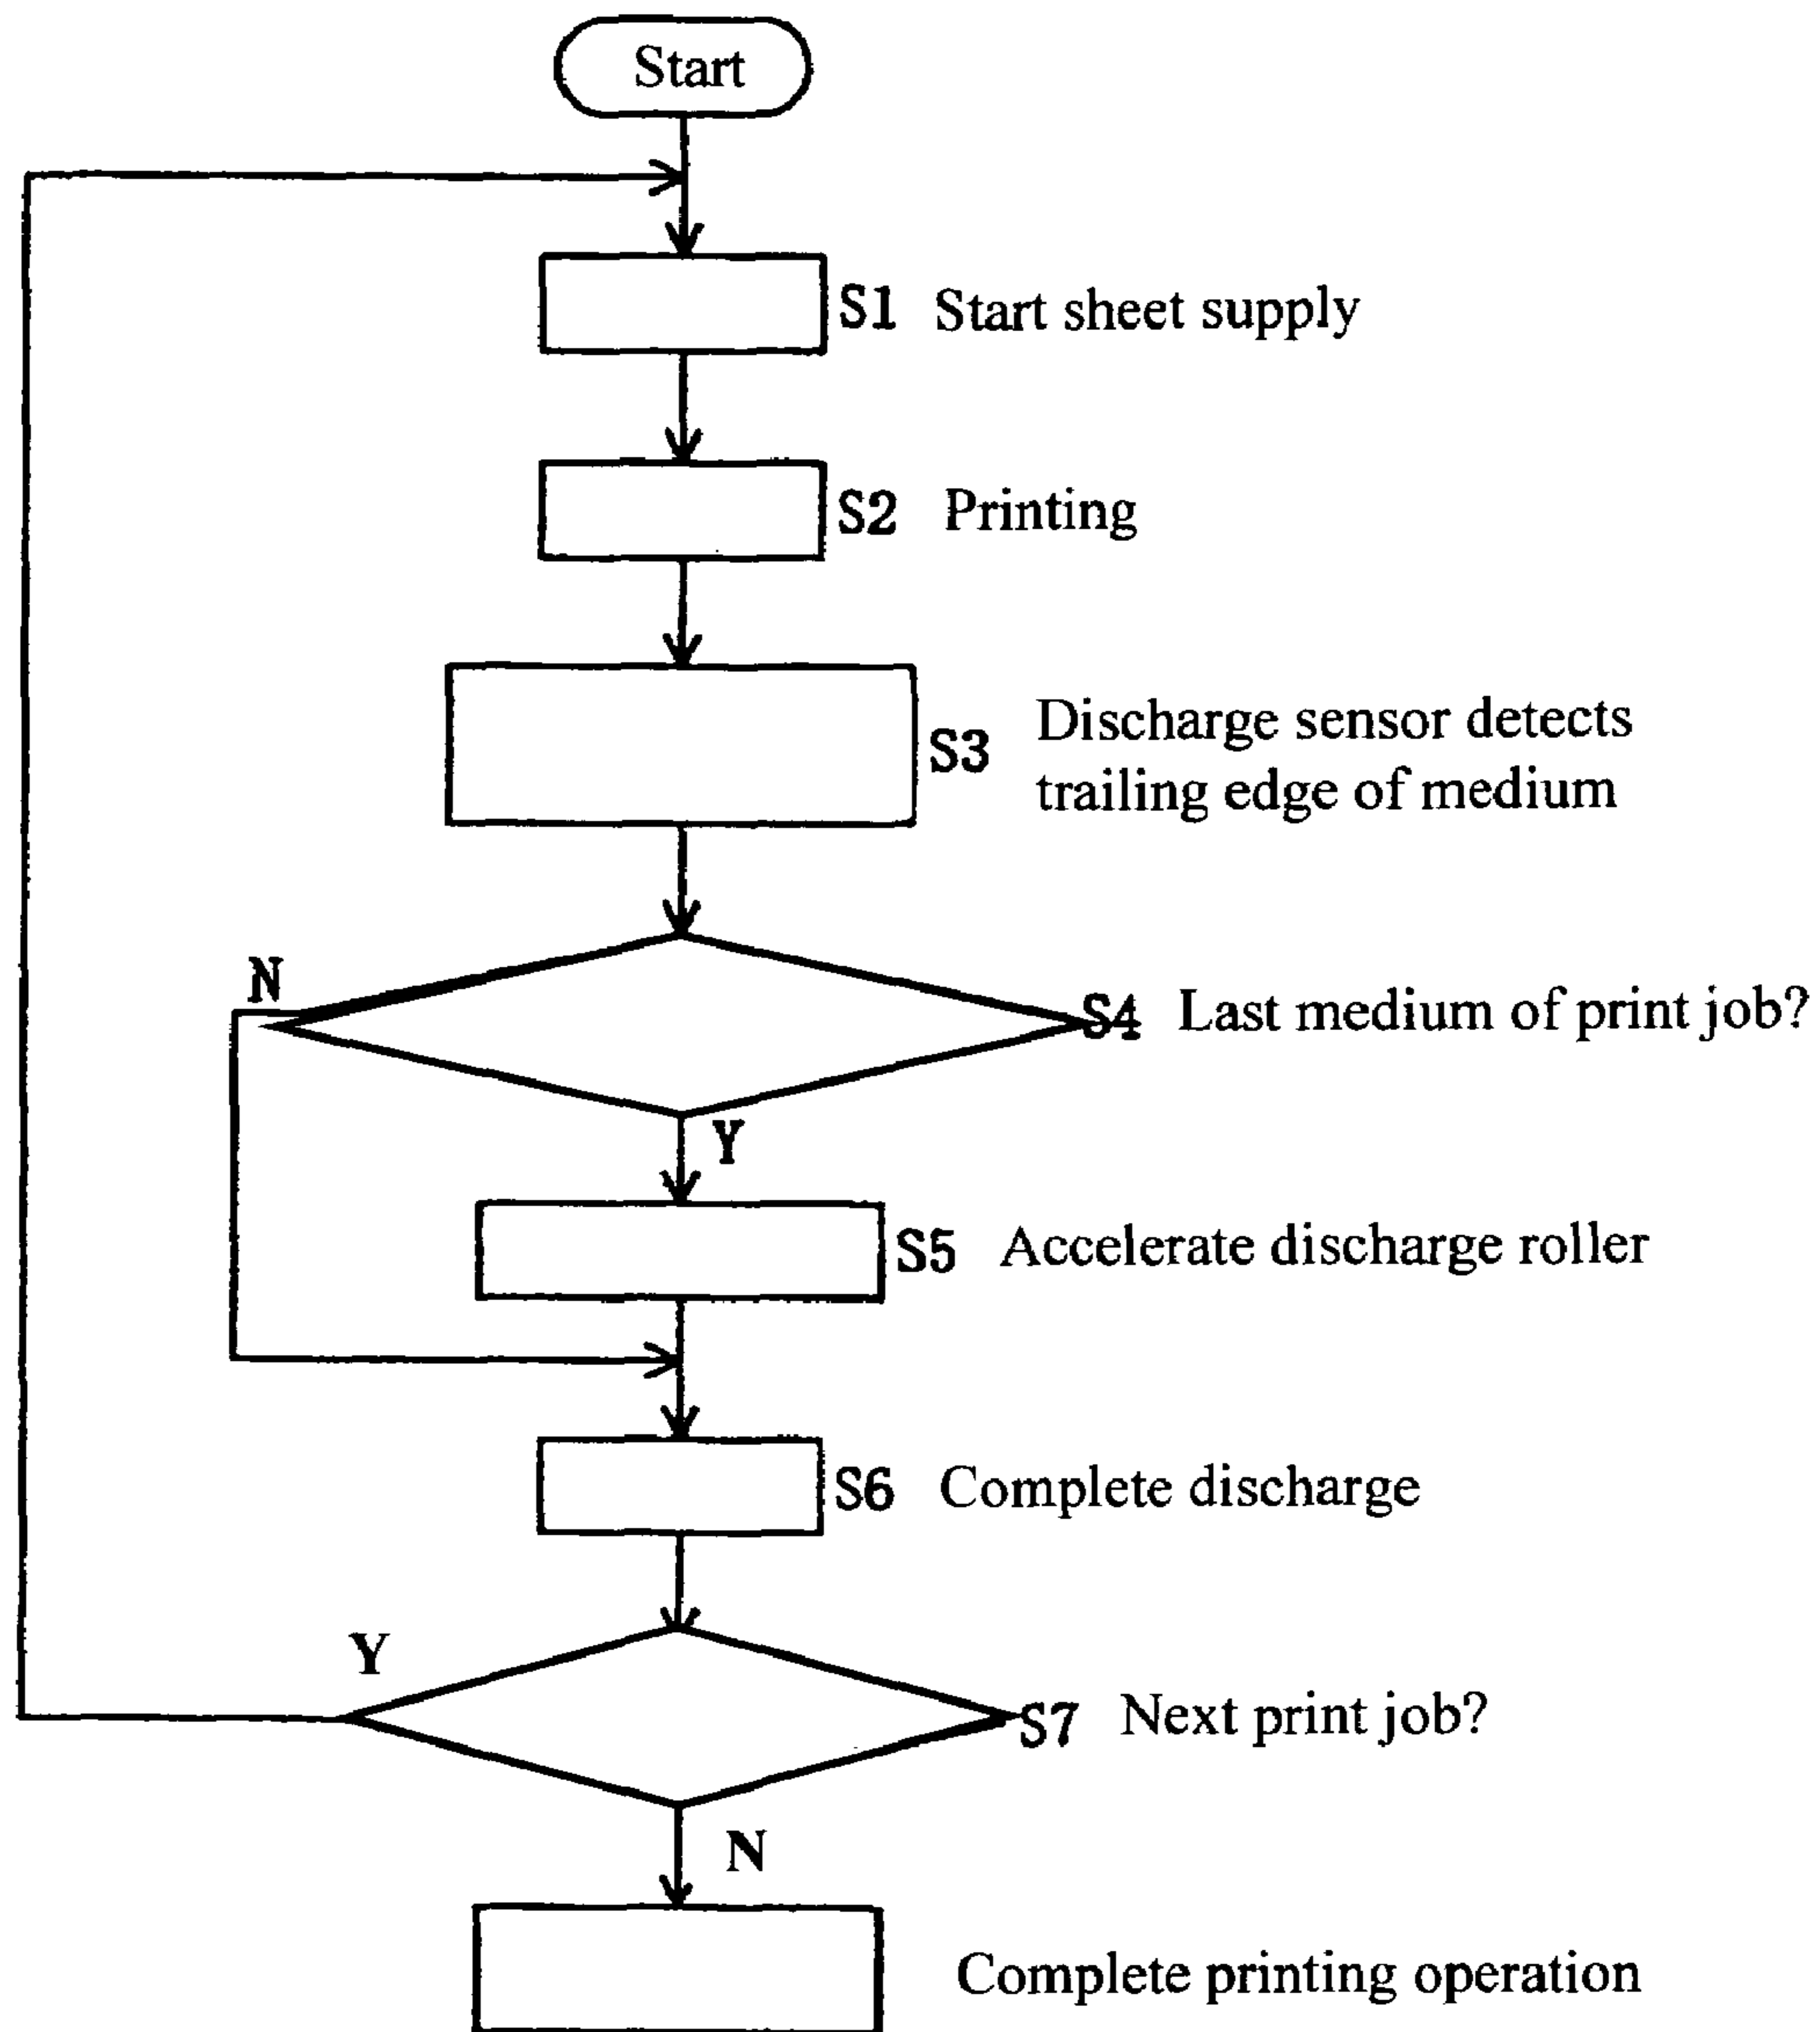 Start
S1 Start sheet supply
S2 Printing
S3 Discharge sensor detects
trailing edge of medium
N
S4 Last medium of print job?
Y
S5 Accelerate discharge roller
S6 Complete discharge
Y
S7 Next print job?
N
Complete printing operation